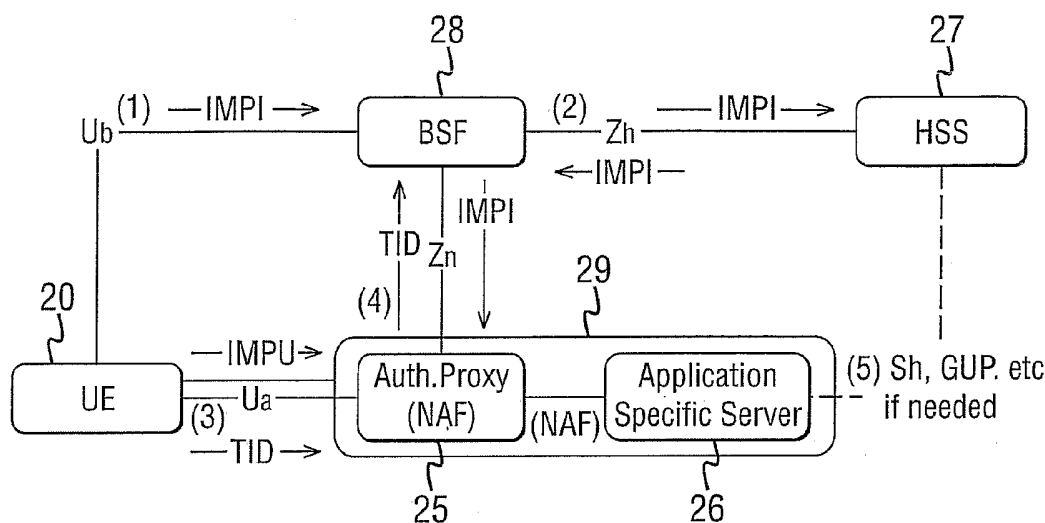 28
27
(1)
IMPI
(2)
IMPI
Ub
BSF
Zh
HSS
IMPI
IMPI
TID
Zn
20
(4)
29
IMPU
UE
Ua
(3)
TID
Auth.Proxy
(NAF)
(NAF)
Application
Specific Server
(5) Sh, GUP. etc
if needed
25
26